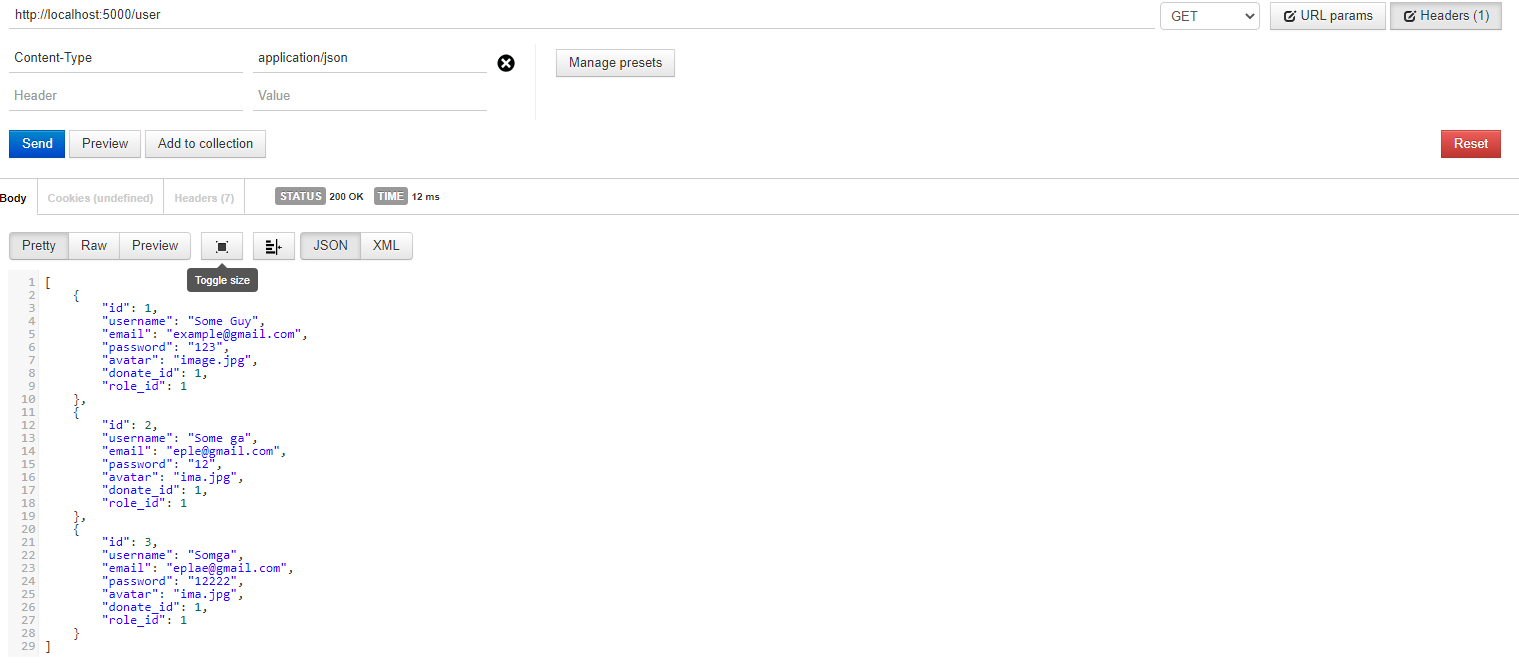 http://localhost:5000/user GET URL params Headers (1)
Content-Type application/json Manage presets
Header Value
Send Preview Add to collection Reset
Body Cookies (undefined) Headers (7) STATUS 200 OK TIME 12 ms
Pretty Raw Preview JSON XML
Toggle size
1 [
2 {
3 "id": 1,
4 "username": "Some Guy",
5 "email": "example@gmail.com",
6 "password": "123",
7 "avatar": "image.jpg",
8 "donate_id": 1,
9 "role_id": 1
10 },
11 {
12 "id": 2,
13 "username": "Some ga",
14 "email": "eple@gmail.com",
15 "password": "12",
16 "avatar": "ima.jpg",
17 "donate_id": 1,
18 "role_id": 1
19 },
20 {
21 "id": 3,
22 "username": "Somga",
23 "email": "eplae@gmail.com",
24 "password": "12222",
25 "avatar": "ima.jpg",
26 "donate_id": 1,
27 "role_id": 1
28 }
29 ]